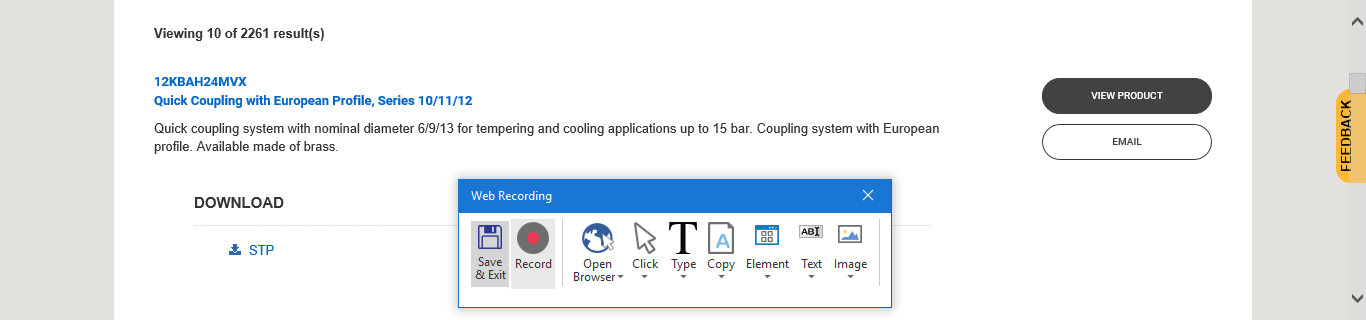 Viewing 10 of 2261 result(s)
12KBAH24MVX
Quick Coupling with European Profile, Series 10/11/12
Quick coupling system with nominal diameter 6/9/13 for tempering and cooling applications up to 15 bar. Coupling system with European
profile. Available made of brass.
VIEW PRODUCT
EMAIL
FEEDBACK
DOWNLOAD
STP
Web Recording
Save
& Exit
Record
Open
Browser
Click
T
Type
A
Copy
Element
ABI
Text
Image